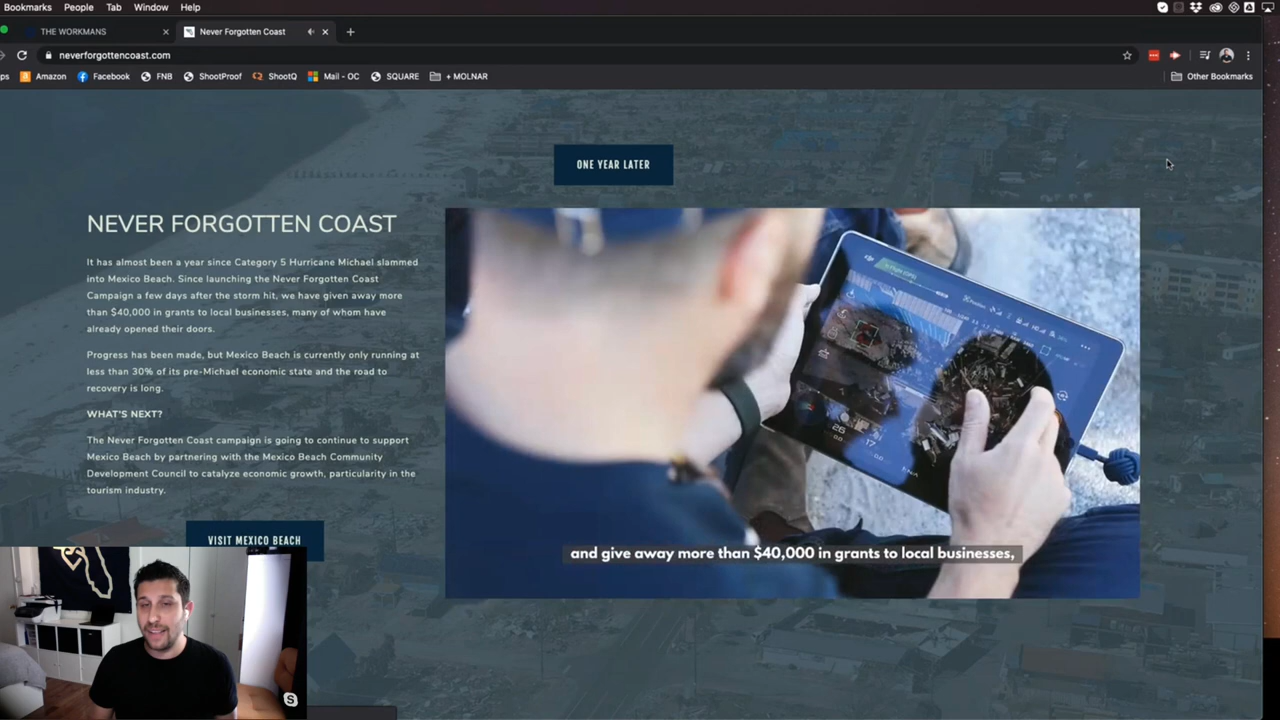 Bookmarks People Tab Window Help
THE WORKMANS
Never Forgotten Coast
neverforgottencoast.com
Amazon Facebook FNB ShootProof ShootQ Mail - OC SQUARE + MOLNAR Other Bookmarks
ONE YEAR LATER
NEVER FORGOTTEN COAST
It has almost been a year since Category 5 Hurricane Michael slammed
into Mexico Beach. Since launching the Never Forgotten Coast
Campaign a few days after the storm hit, we have given away more
than $40,000 in grants to local businesses, many of whom have
already opened their doors.
Progress has been made, but Mexico Beach is currently only running at
less than 30% of its pre-Michael economic state and the road to
recovery is long.
WHAT'S NEXT?
The Never Forgotten Coast campaign is going to continue to support
Mexico Beach by partnering with the Mexico Beach Community
Development Council to catalyze economic growth, particularly in the
tourism industry.
VISIT MEXICO BEACH
and give away more than $40,000 in grants to local businesses,